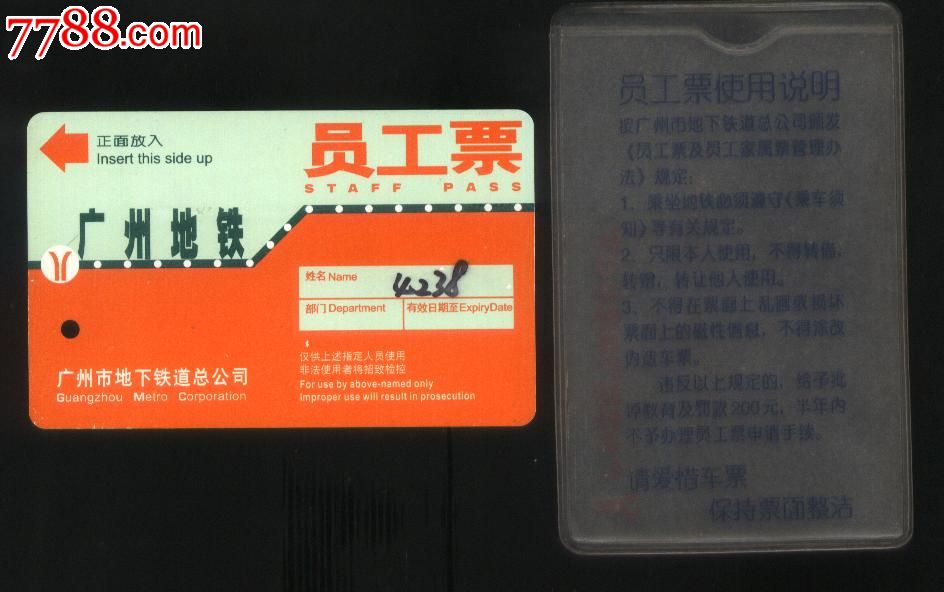 7788.com
正面放入
Insert this side up
员工票
STAFF PASS
广州地铁
姓名 Name
4238
部门 Department
有效日期至 ExpiryDate
仅供上述指定人员使用
非法使用者将招致检控
For use by above-named only
Improper use will result in prosecution
广州市地下铁道总公司
Guangzhou Metro Corporation
员工票使用说明
按广州市地下铁道总公司颁发
《员工票及员工家属票管理办
法》规定:
1、乘坐地铁必须遵守《乘车须
知》等有关规定。
2、只限本人使用,不得转借,
转赠,转让他人使用。
3、不得在票面上乱画或损坏
票面上的磁性信息,不得涂改
伪造车票。
违反以上规定的,给予批
评教育及罚款200元,半年内
不予办理员工票申请手续。
请爱惜车票
保持票面整洁